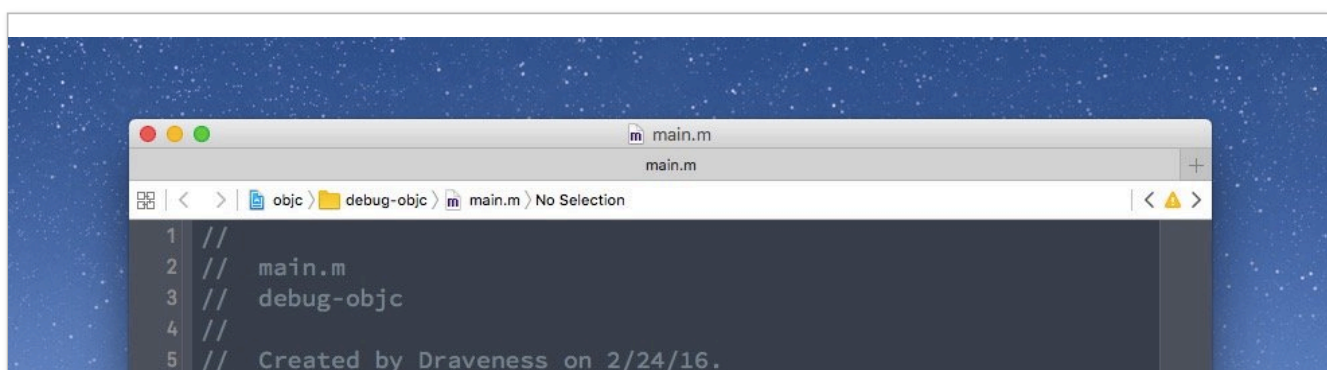 main.m
main.m
objc 〉 debug-objc 〉 main.m 〉 No Selection
1 //
2 //  main.m
3 //  debug-objc
4 //
5 //  Created by Draveness on 2/24/16.